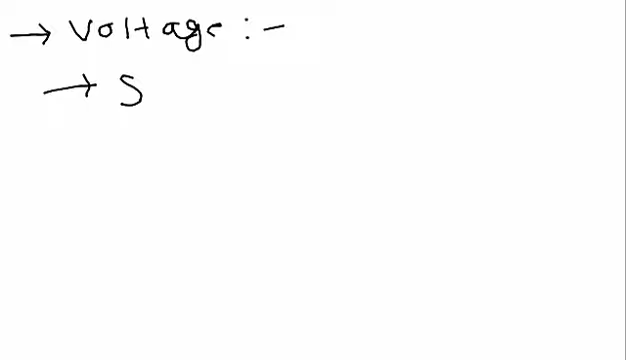 → Voltage :-
→ S